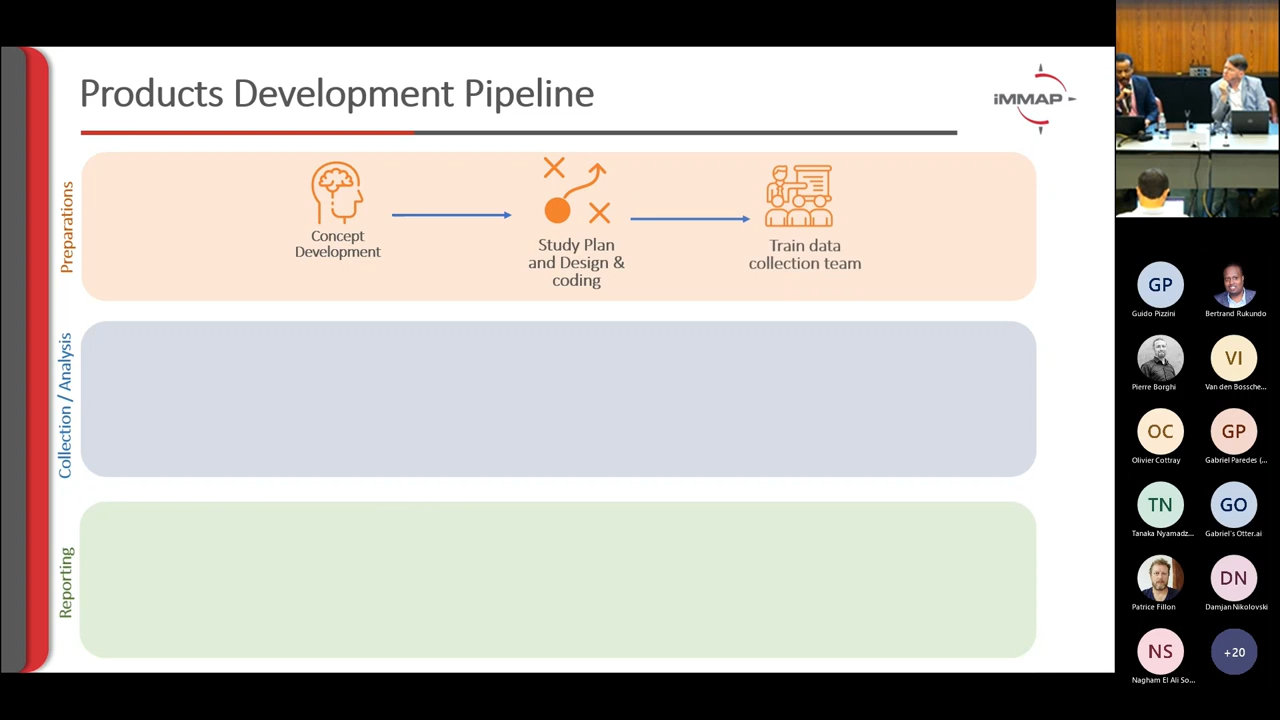 Products Development Pipeline
iMMAP
Preparations
Concept
Development
Study Plan
and Design &
coding
Train data
collection team
Collection / Analysis
Reporting
GP
Guido Pizzini
Bertrand Rukundo
Pierre Borghi
VI
Van den Bossche...
OC
Olivier Cottray
GP
Gabriel Paredes (...
TN
Tanaka Nyamadz...
GO
Gabriel's Otter.ai
Patrice Fillon
DN
Damjan Nikolovski
NS
Nagham El Ali So...
+20